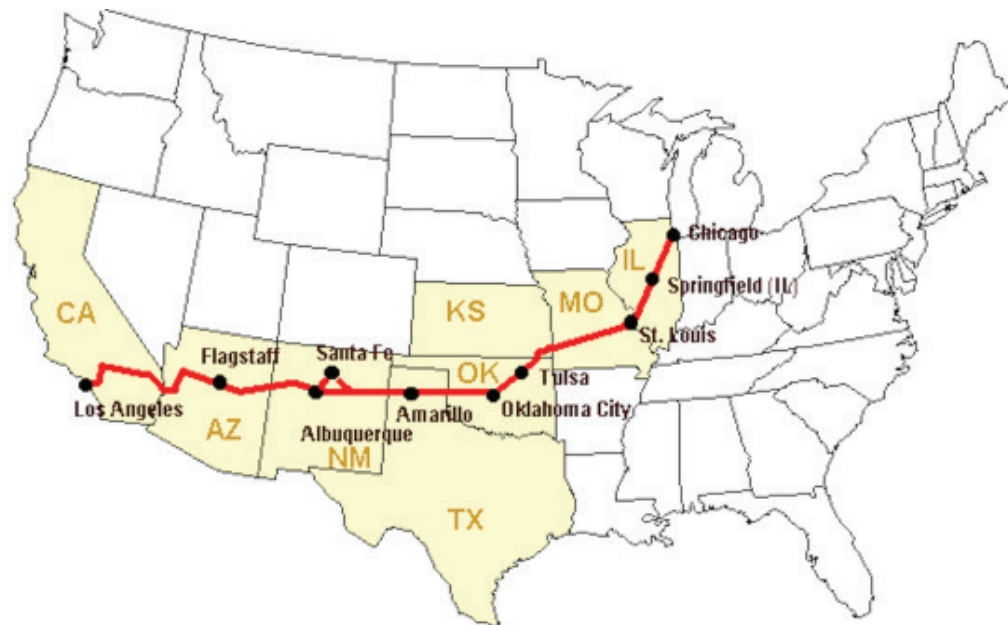 Chicago
IL
Springfield (IL)
CA
KS
MO
St. Louis
Flagstaff
Santa Fe
OK
Tulsa
Los Angeles
Amarillo
Oklahoma City
AZ
Albuquerque
NM
TX